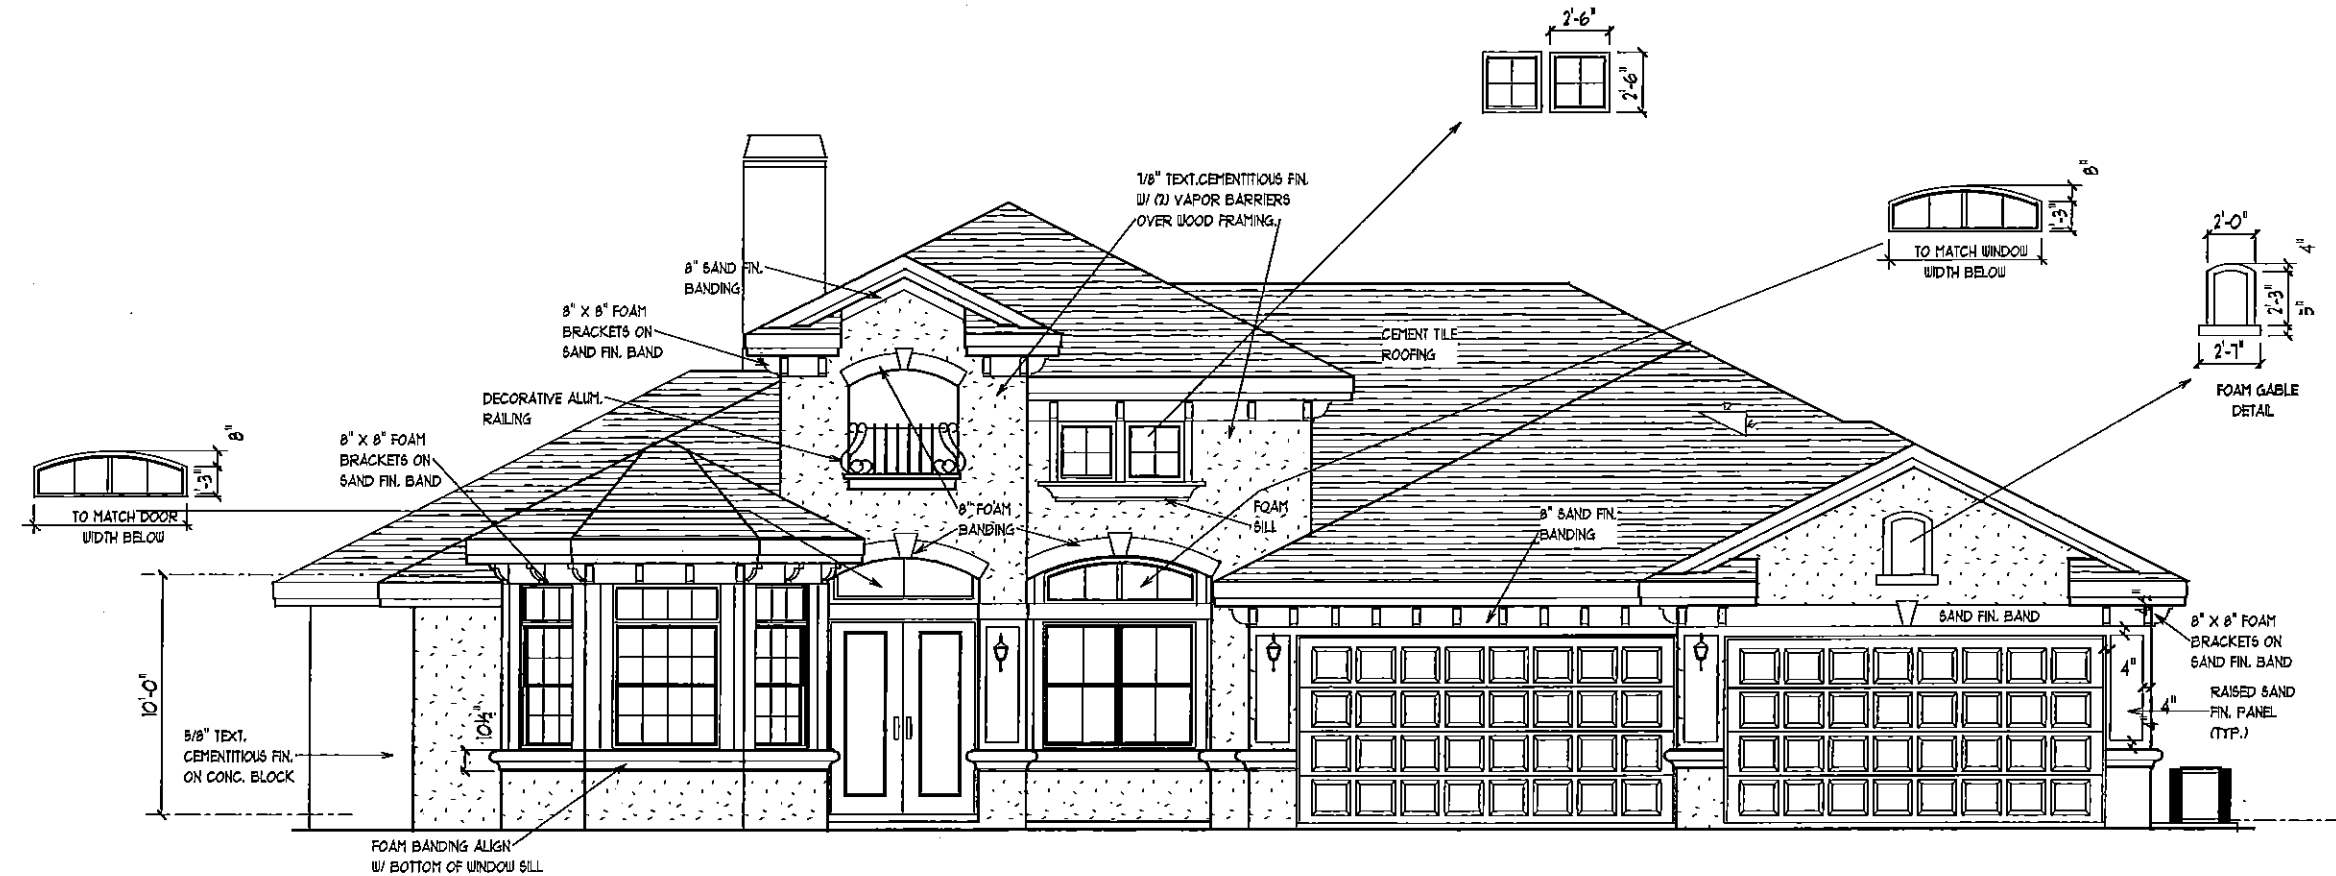 2'-6"
2'-6"
7/8" TEXT.CEMENTITIOUS FIN.
W/ (2) VAPOR BARRIERS
OVER WOOD FRAMING.
8"
1'-3"
TO MATCH WINDOW
WIDTH BELOW
2'-0"
4"
2'-3"
5"
2'-7"
FOAM GABLE
DETAIL
8" SAND FIN.
BANDING
8" X 8" FOAM
BRACKETS ON
SAND FIN. BAND
CEMENT TILE
ROOFING
DECORATIVE ALUM.
RAILING
12
6
8" X 8" FOAM
BRACKETS ON
SAND FIN. BAND
8"
1'-3"
TO MATCH DOOR
WIDTH BELOW
8" FOAM
BANDING
FOAM
SILL
8" SAND FIN.
BANDING
SAND FIN. BAND
8" X 8" FOAM
BRACKETS ON
SAND FIN. BAND
4"
4"
RAISED SAND
FIN. PANEL
(TYP.)
10'-0"
10½"
5/8" TEXT.
CEMENTITIOUS FIN.
ON CONC. BLOCK
FOAM BANDING ALIGN
W/ BOTTOM OF WINDOW SILL